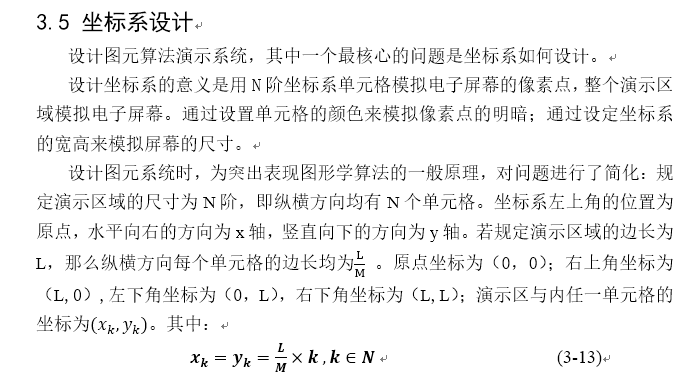 3.5 坐标系设计
设计图元算法演示系统，其中一个最核心的问题是坐标系如何设计。
设计坐标系的意义是用 N 阶坐标系单元格模拟电子屏幕的像素点，整个演示区
域模拟电子屏幕。通过设置单元格的颜色来模拟像素点的明暗；通过设定坐标系
的宽高来模拟屏幕的尺寸。
设计图元系统时，为突出表现图形学算法的一般原理，对问题进行了简化：规
定演示区域的尺寸为 N 阶，即纵横方向均有 N 个单元格。坐标系左上角的位置为
原点，水平向右的方向为 x 轴，竖直向下的方向为 y 轴。若规定演示区域的边长为
L，那么纵横方向每个单元格的边长均为L/M 。原点坐标为（0，0）；右上角坐标为
（L,0）,左下角坐标为（0，L），右下角坐标为（L,L）；演示区与内任一单元格的
坐标为(xₖ,yₖ)。其中：
xₖ = yₖ = L/M × k , k ∈ N (3-13)